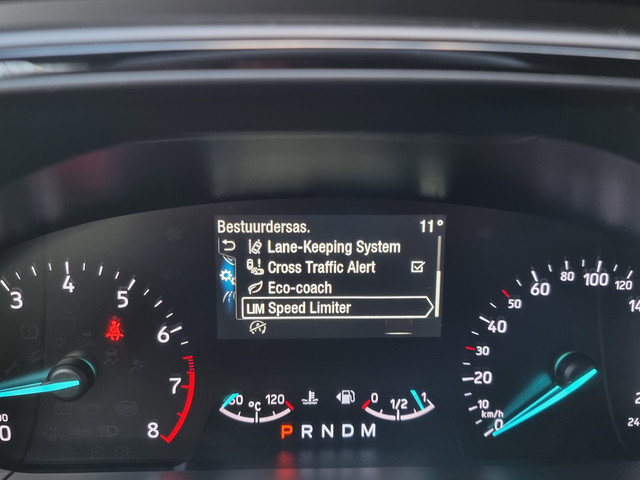 Bestuurdersas. 11°
Lane-Keeping System
Cross Traffic Alert
Eco-coach
LIM Speed Limiter
3 4 5 6 7 8
10 20 30 40 50 60 80 100 120
km/h 0
120
°C
0 1/2 1
P R N D M